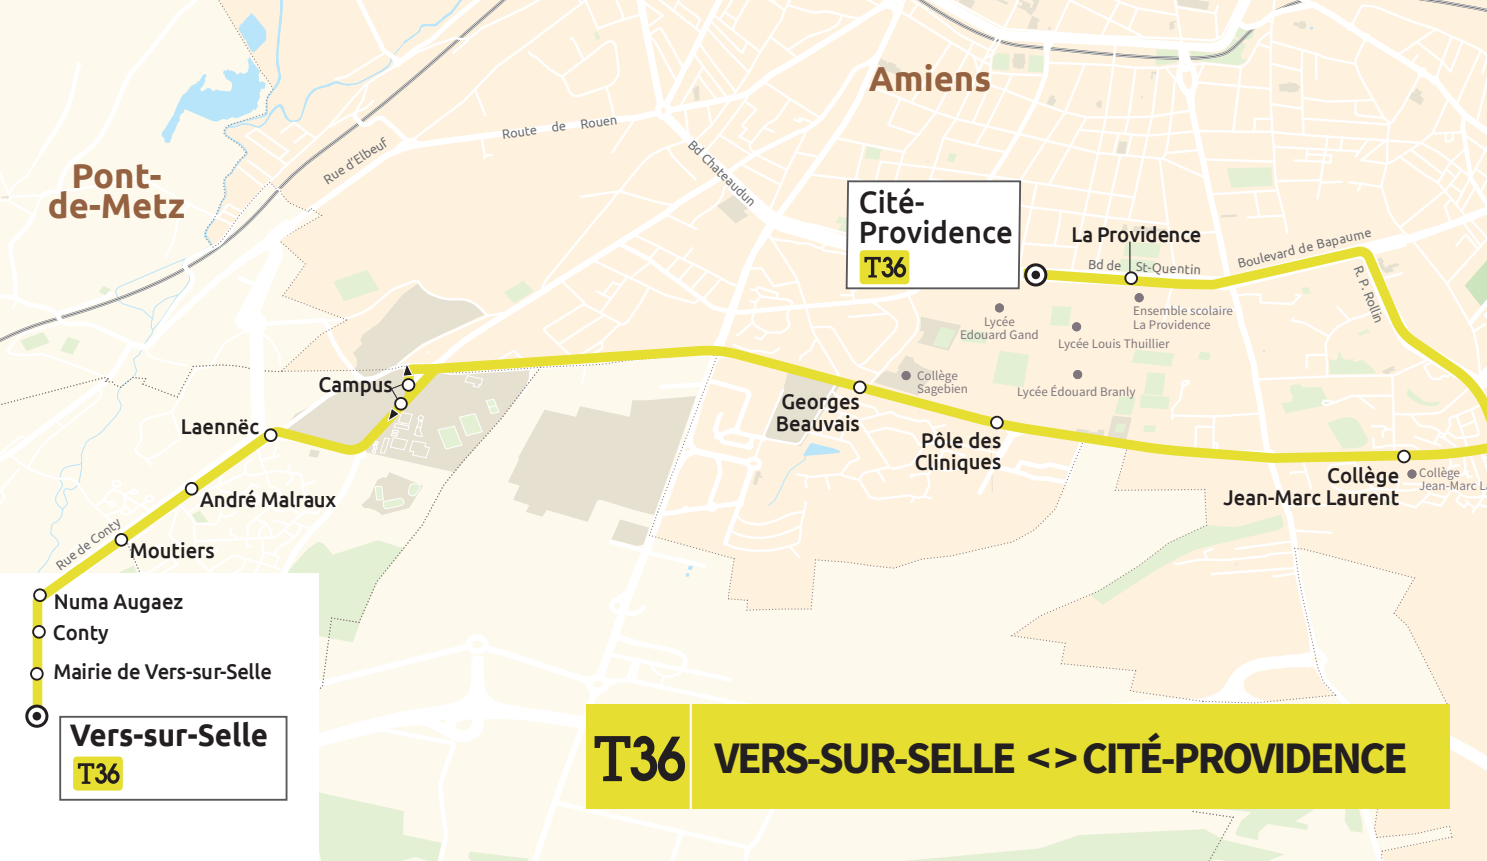 Amiens
Pont-
de-Metz
Route de Rouen
Rue d'Elbeuf
Bd Chateaudun
Cité-
Providence
T36
La Providence
Bd de St-Quentin
Boulevard de Bapaume
R. P. Rollin
Ensemble scolaire
La Providence
Lycée
Edouard Gand
Lycée Louis Thuillier
Collège
Sagebien
Lycée Édouard Branly
Campus
Georges
Beauvais
Laennëc
Pôle des
Cliniques
Collège
Jean-Marc Laurent
Collège
Jean-Marc L
André Malraux
Rue de Conty
Moutiers
Numa Augaez
Conty
Mairie de Vers-sur-Selle
Vers-sur-Selle
T36
T36 VERS-SUR-SELLE <> CITÉ-PROVIDENCE